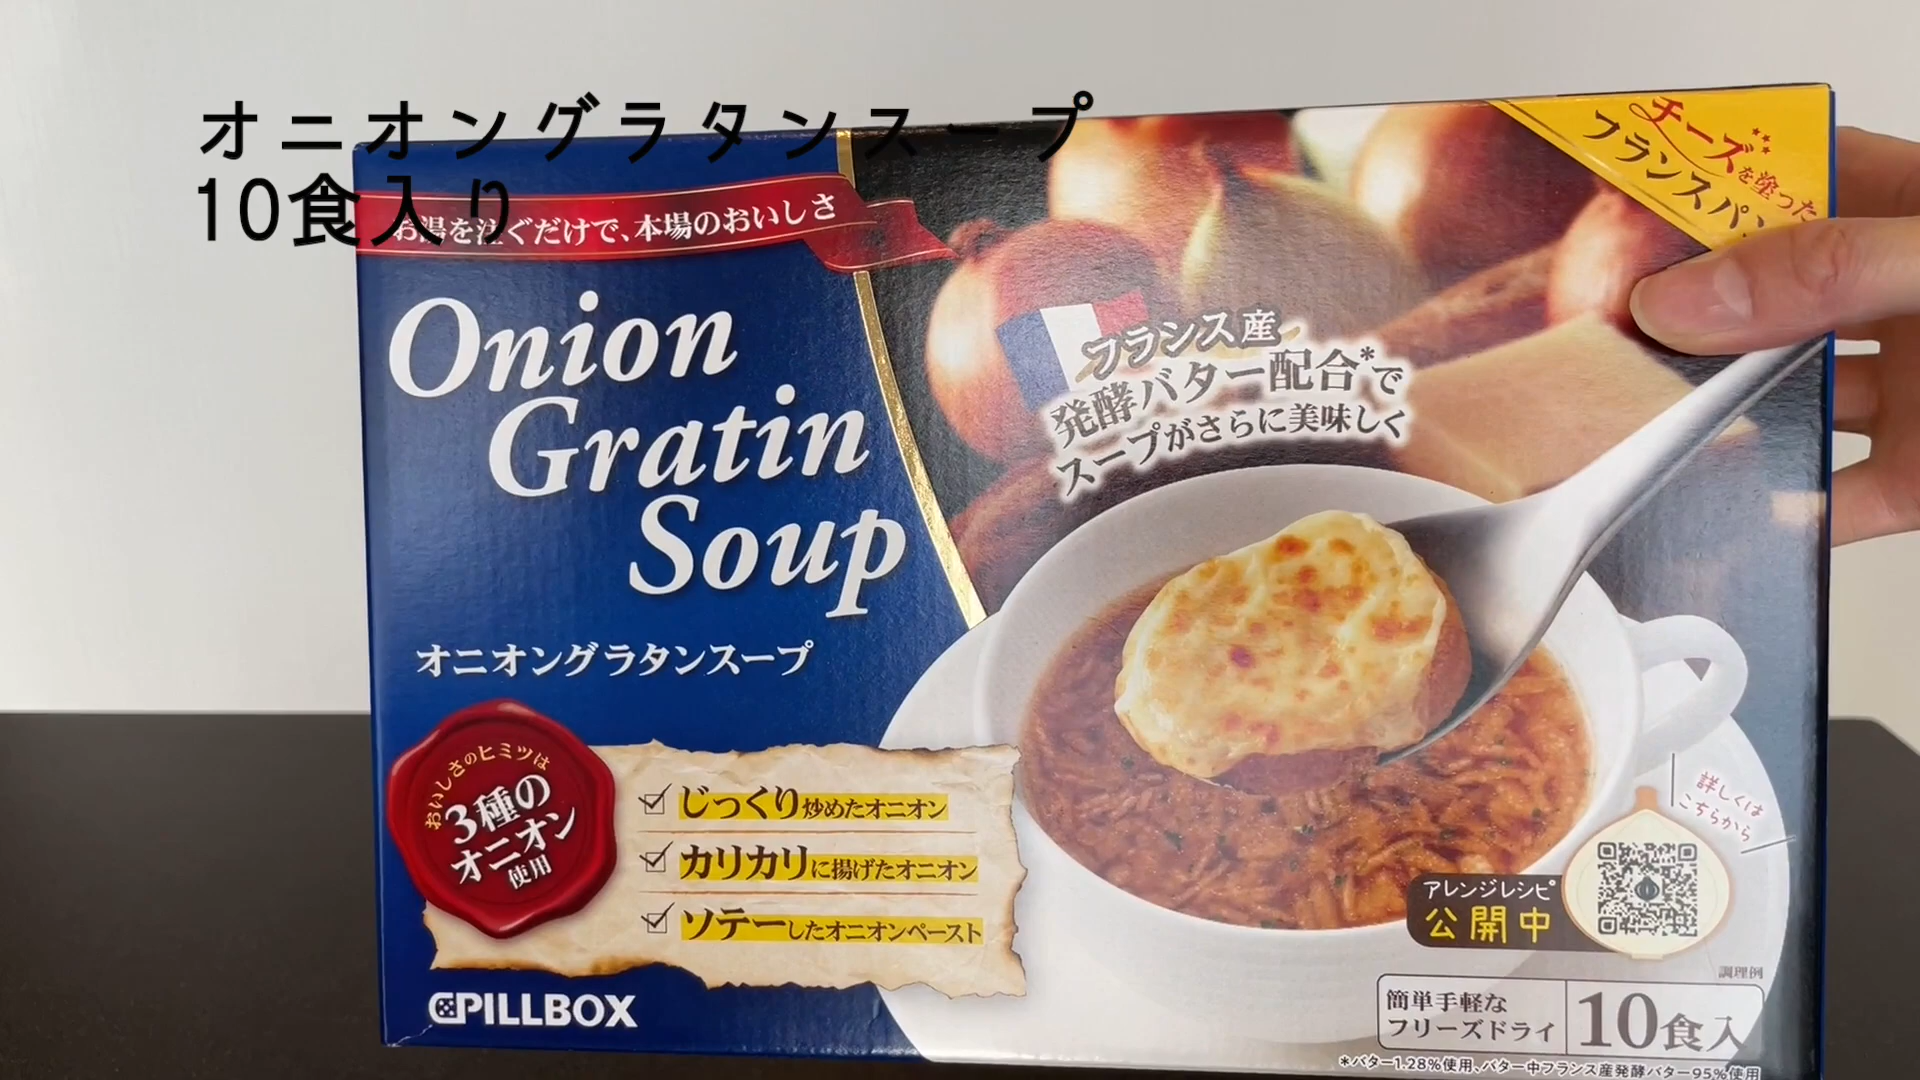 オニオングラタンスープ
10食入り
お湯を注ぐだけで、本場のおいしさ
チーズを塗った
フランスパン
Onion
Gratin
Soup
オニオングラタンスープ
フランス産
発酵バター配合*で
スープがさらに美味しく
おいしさのヒミツは
3種の
オニオン
使用
じっくり炒めたオニオン
カリカリに揚げたオニオン
ソテーしたオニオンペースト
PILLBOX
詳しくは
こちらから
アレンジレシピ
公開中
調理例
簡単手軽な
フリーズドライ
10食入
*バター1.28%使用、バター中フランス産発酵バター95%使用